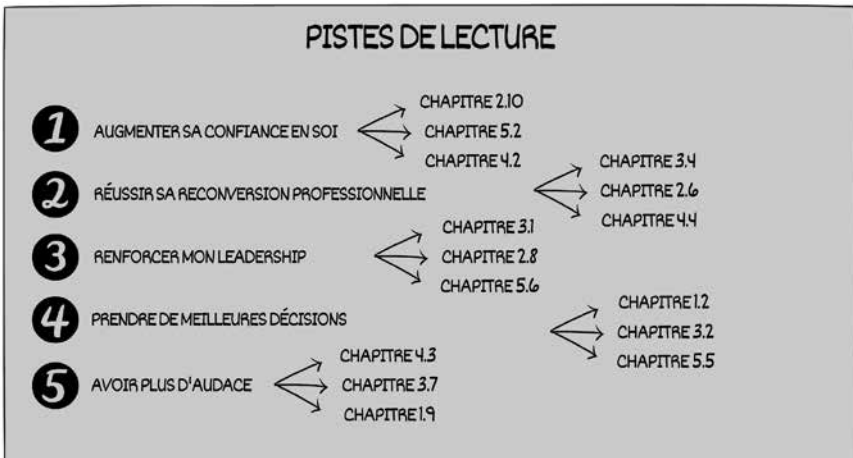 PISTES DE LECTURE
1 AUGMENTER SA CONFIANCE EN SOI
CHAPITRE 2.10
CHAPITRE 5.2
CHAPITRE 4.2
2 RÉUSSIR SA RECONVERSION PROFESSIONNELLE
CHAPITRE 3.4
CHAPITRE 2.6
CHAPITRE 4.4
3 RENFORCER MON LEADERSHIP
CHAPITRE 3.1
CHAPITRE 2.8
CHAPITRE 5.6
4 PRENDRE DE MEILLEURES DÉCISIONS
CHAPITRE 1.2
CHAPITRE 3.2
CHAPITRE 5.5
5 AVOIR PLUS D'AUDACE
CHAPITRE 4.3
CHAPITRE 3.7
CHAPITRE 1.9